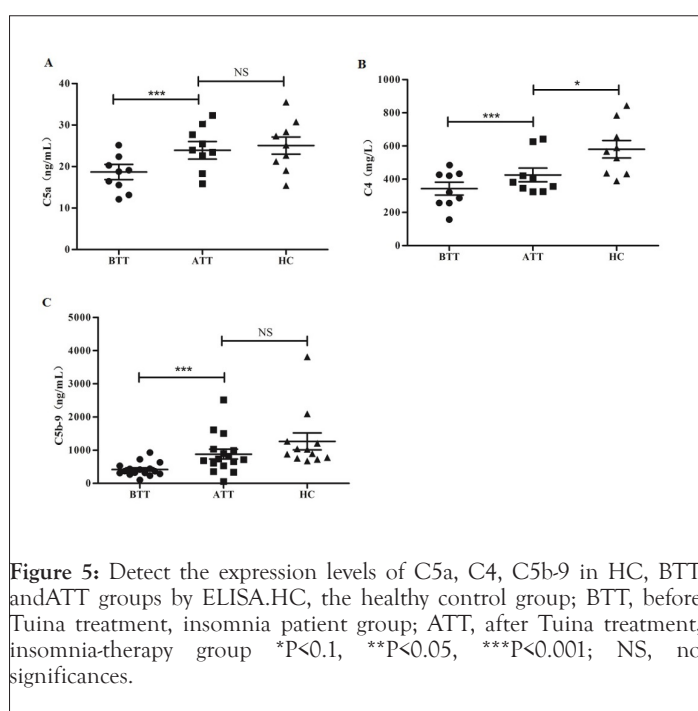 A
C5a（ng/mL）
40
30
20
10
0
***
NS
BTT
ATT
HC
B
C4（mg/L）
1000
800
600
400
200
0
***
*
BTT
ATT
HC
C
C5b-9（ng/mL）
5000
4000
3000
2000
1000
0
***
NS
BTT
ATT
HC
Figure 5: Detect the expression levels of C5a, C4, C5b-9 in HC, BTT
andATT groups by ELISA.HC, the healthy control group; BTT, before
Tuina treatment, insomnia patient group; ATT, after Tuina treatment,
insomnia-therapy group *P<0.1, **P<0.05, ***P<0.001; NS, no
significances.